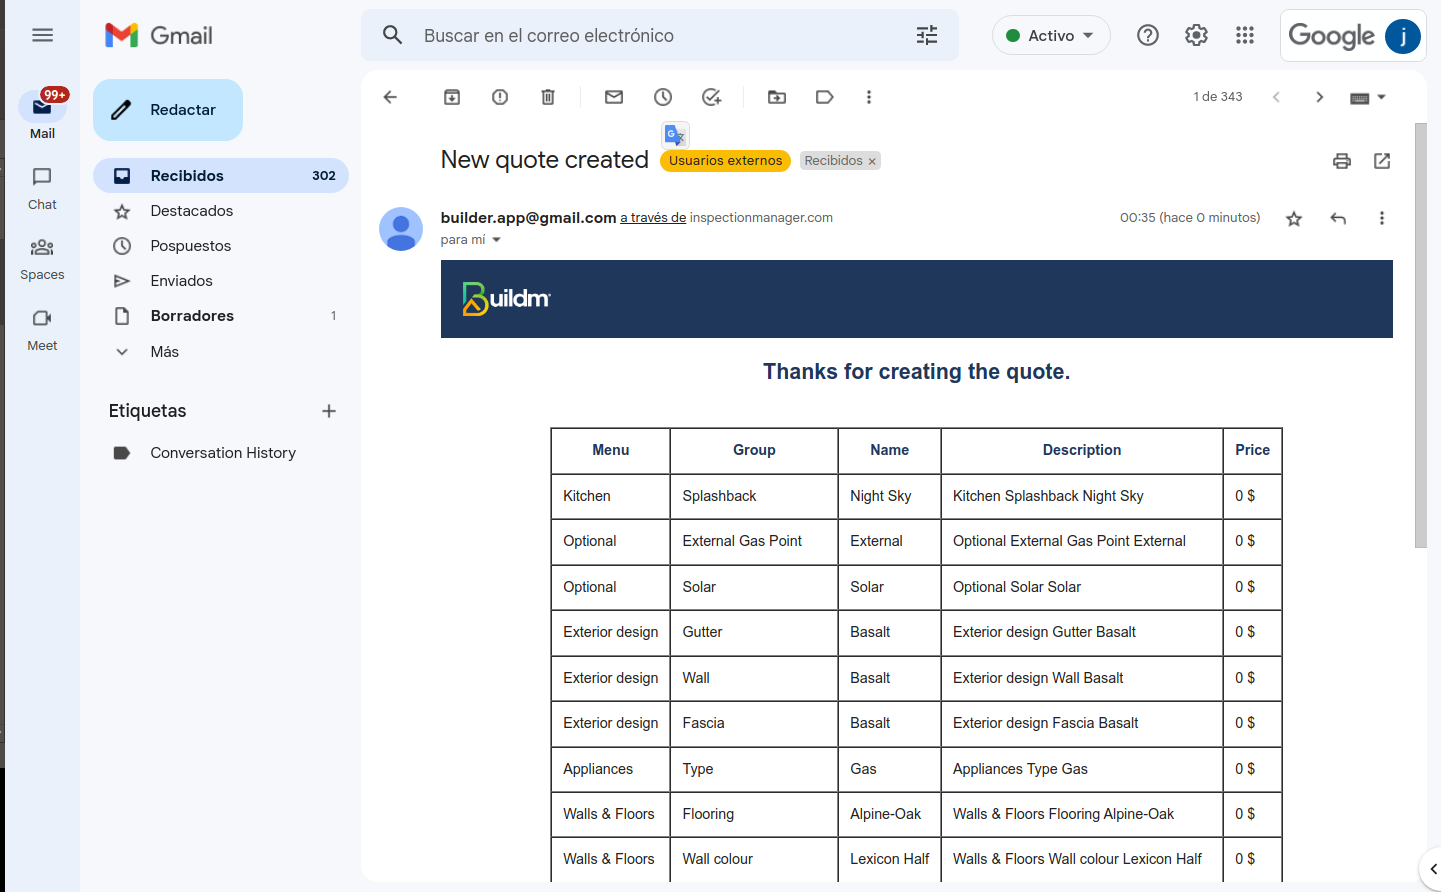 Gmail
Buscar en el correo electrónico
Activo
Google
j
99+
Mail
Chat
Spaces
Meet
Redactar
Recibidos 302
Destacados
Pospuestos
Enviados
Borradores 1
Más
Etiquetas
Conversation History
1 de 343
New quote created Usuarios externos Recibidos ×
builder.app@gmail.com a través de inspectionmanager.com 00:35 (hace 0 minutos)
para mí
Buildm
Thanks for creating the quote.
Menu Group Name Description Price
Kitchen Splashback Night Sky Kitchen Splashback Night Sky 0 $
Optional External Gas Point External Optional External Gas Point External 0 $
Optional Solar Solar Optional Solar Solar 0 $
Exterior design Gutter Basalt Exterior design Gutter Basalt 0 $
Exterior design Wall Basalt Exterior design Wall Basalt 0 $
Exterior design Fascia Basalt Exterior design Fascia Basalt 0 $
Appliances Type Gas Appliances Type Gas 0 $
Walls & Floors Flooring Alpine-Oak Walls & Floors Flooring Alpine-Oak 0 $
Walls & Floors Wall colour Lexicon Half Walls & Floors Wall colour Lexicon Half 0 $